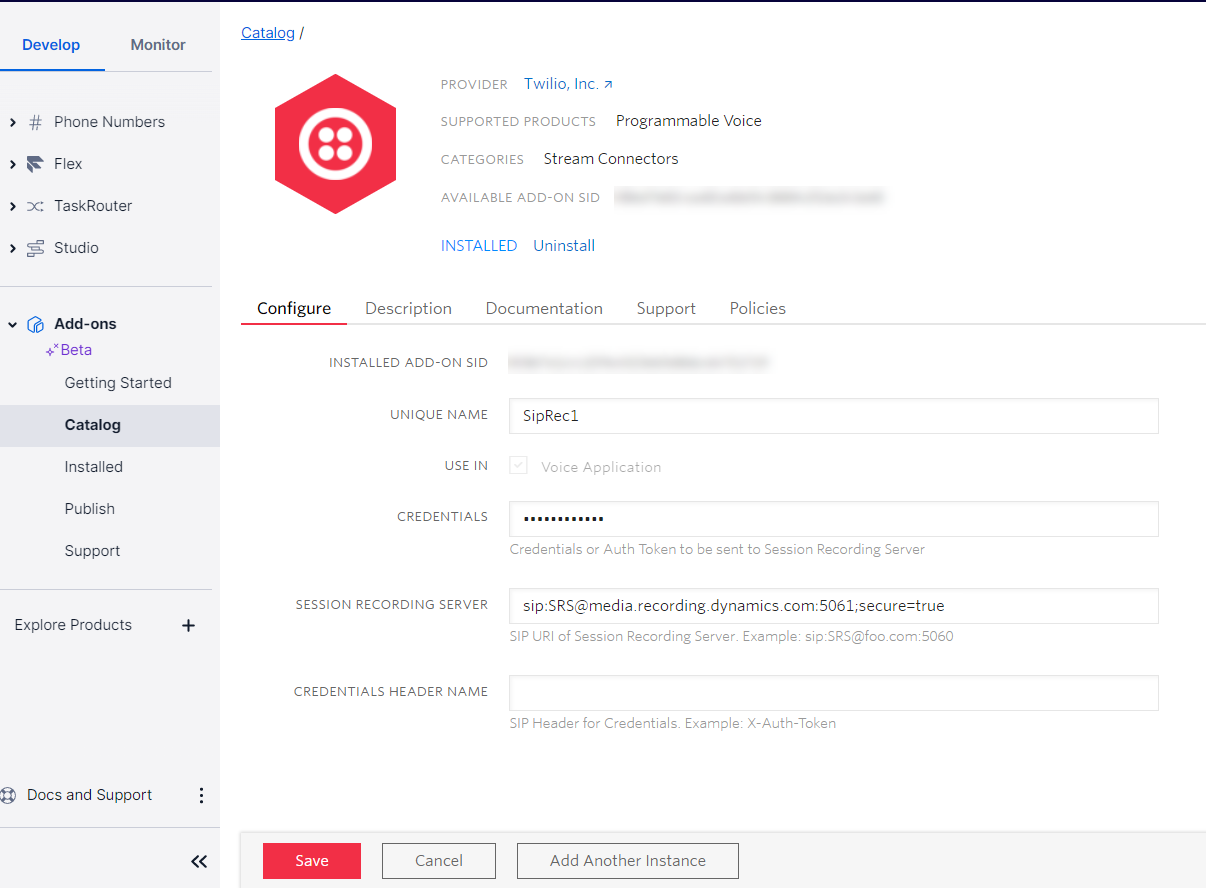 Develop
Monitor
Phone Numbers
Flex
TaskRouter
Studio
Add-ons
Beta
Getting Started
Catalog
Installed
Publish
Support
Explore Products
Docs and Support
Catalog /
PROVIDER Twilio, Inc.
SUPPORTED PRODUCTS Programmable Voice
CATEGORIES Stream Connectors
AVAILABLE ADD-ON SID
INSTALLED Uninstall
Configure Description Documentation Support Policies
INSTALLED ADD-ON SID
UNIQUE NAME SipRec1
USE IN Voice Application
CREDENTIALS ••••••••••••
Credentials or Auth Token to be sent to Session Recording Server
SESSION RECORDING SERVER sip:SRS@media.recording.dynamics.com:5061;secure=true
SIP URI of Session Recording Server. Example: sip:SRS@foo.com:5060
CREDENTIALS HEADER NAME
SIP Header for Credentials. Example: X-Auth-Token
Save Cancel Add Another Instance